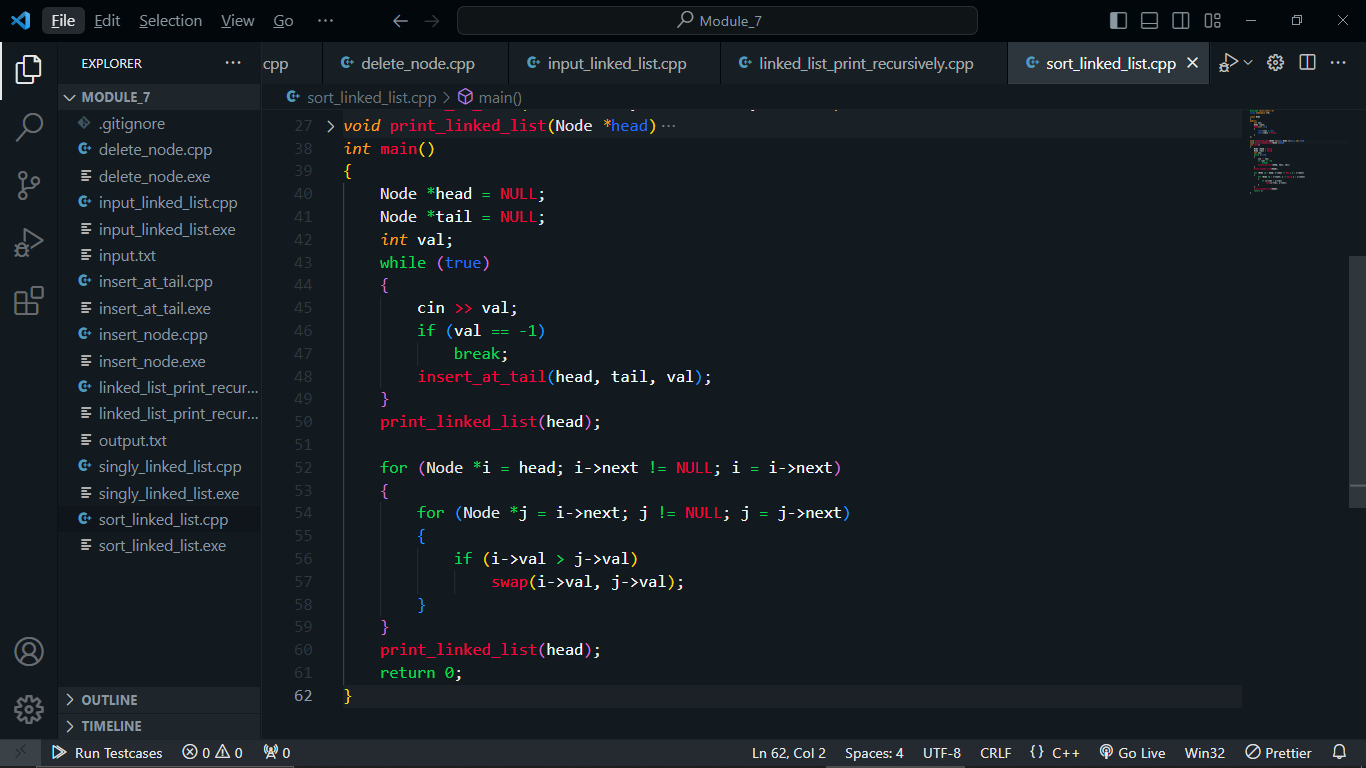 File Edit Selection View Go ··· Module_7
EXPLORER ···
cpp delete_node.cpp input_linked_list.cpp linked_list_print_recursively.cpp sort_linked_list.cpp
MODULE_7
.gitignore
delete_node.cpp
delete_node.exe
input_linked_list.cpp
input_linked_list.exe
input.txt
insert_at_tail.cpp
insert_at_tail.exe
insert_node.cpp
insert_node.exe
linked_list_print_recur...
linked_list_print_recur...
output.txt
singly_linked_list.cpp
singly_linked_list.exe
sort_linked_list.cpp
sort_linked_list.exe
OUTLINE
TIMELINE
sort_linked_list.cpp > main()
27 void print_linked_list(Node *head) ···
38 int main()
39 {
40 Node *head = NULL;
41 Node *tail = NULL;
42 int val;
43 while (true)
44 {
45 cin >> val;
46 if (val == -1)
47 break;
48 insert_at_tail(head, tail, val);
49 }
50 print_linked_list(head);
51
52 for (Node *i = head; i->next != NULL; i = i->next)
53 {
54 for (Node *j = i->next; j != NULL; j = j->next)
55 {
56 if (i->val > j->val)
57 swap(i->val, j->val);
58 }
59 }
60 print_linked_list(head);
61 return 0;
62 }
Run Testcases 0 0 0 Ln 62, Col 2 Spaces: 4 UTF-8 CRLF {} C++ Go Live Win32 Prettier